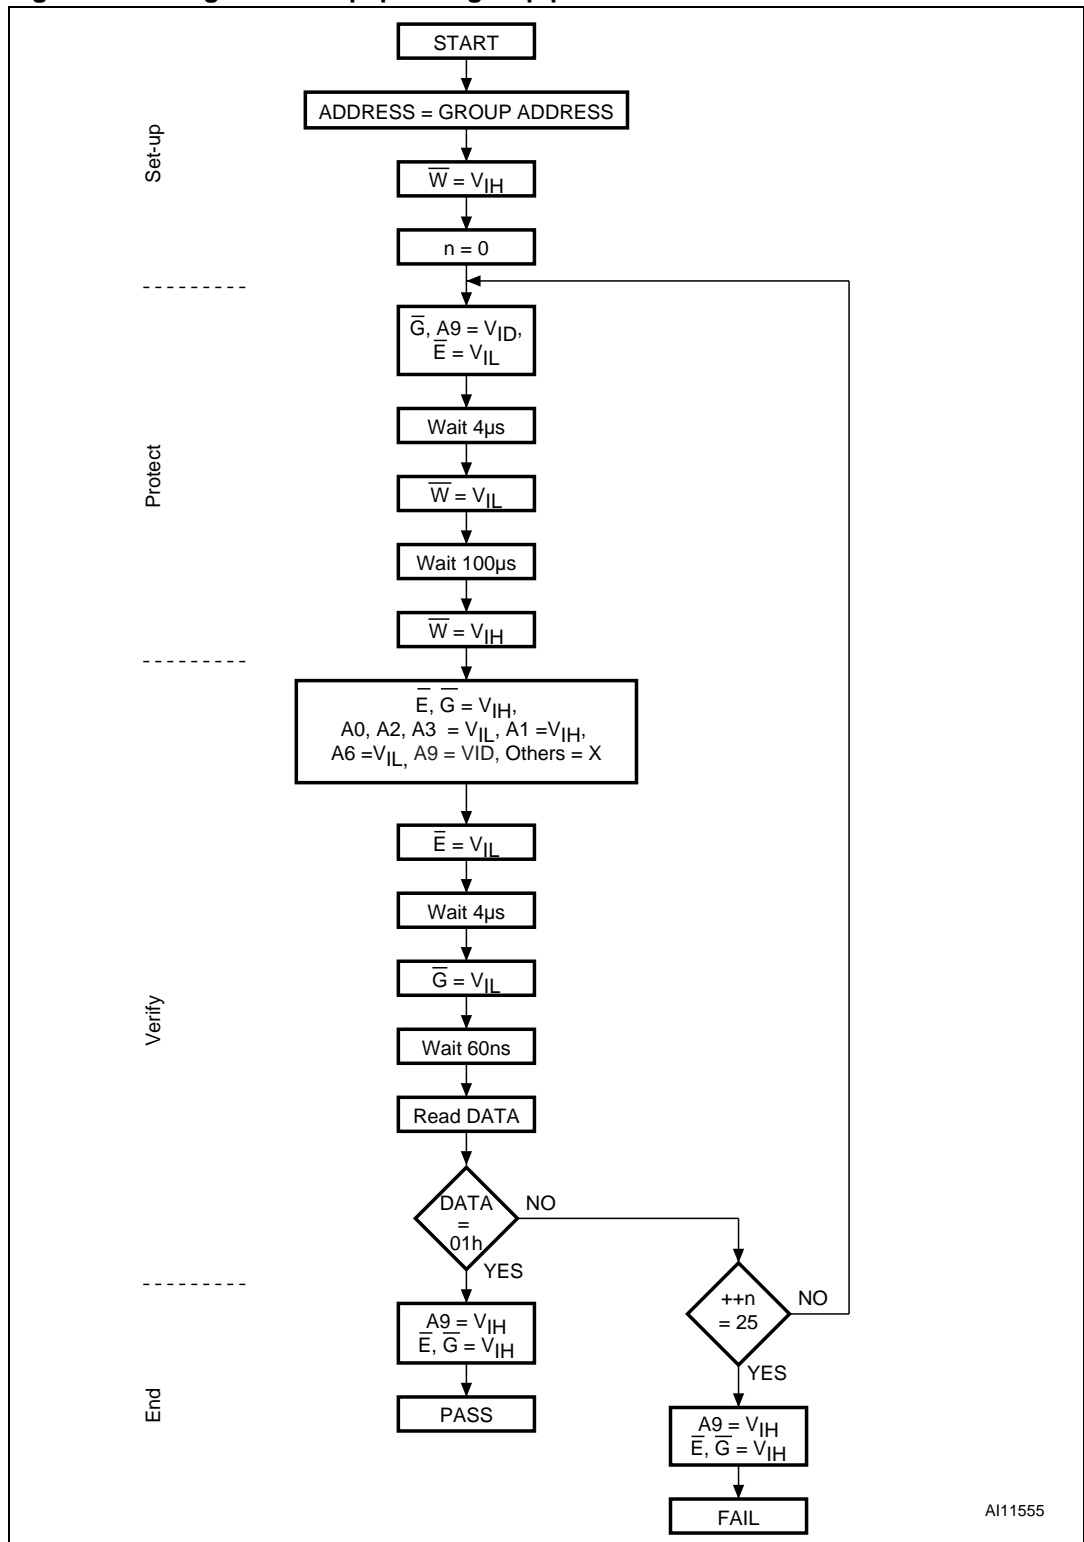 START
ADDRESS = GROUP ADDRESS
Set-up
W̅ = VIH
n = 0
G̅, A9 = VID,
E̅ = VIL
Wait 4µs
Protect
W̅ = VIL
Wait 100µs
W̅ = VIH
E̅, G̅ = VIH,
A0, A2, A3 = VIL, A1 =VIH,
A6 =VIL, A9 = VID, Others = X
E̅ = VIL
Wait 4µs
G̅ = VIL
Verify
Wait 60ns
Read DATA
DATA
=
01h
NO
YES
++n
= 25
NO
YES
A9 = VIH
E̅, G̅ = VIH
End
PASS
A9 = VIH
E̅, G̅ = VIH
FAIL
AI11555